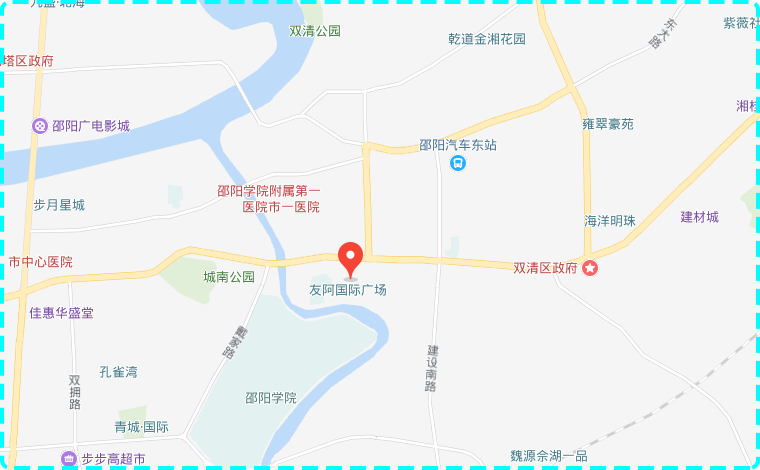 双清公园
乾道金湘花园
东大路
紫薇社
塔区政府
湘桂
邵阳广电影城
雍翠豪苑
邵阳汽车东站
邵阳学院附属第一
医院市一医院
步月星城
海洋明珠
建材城
市中心医院
城南公园
双清区政府
友阿国际广场
佳惠华盛堂
戴家路
建设南路
孔雀湾
双拥路
邵阳学院
青城·国际
步步高超市
魏源余湖一品